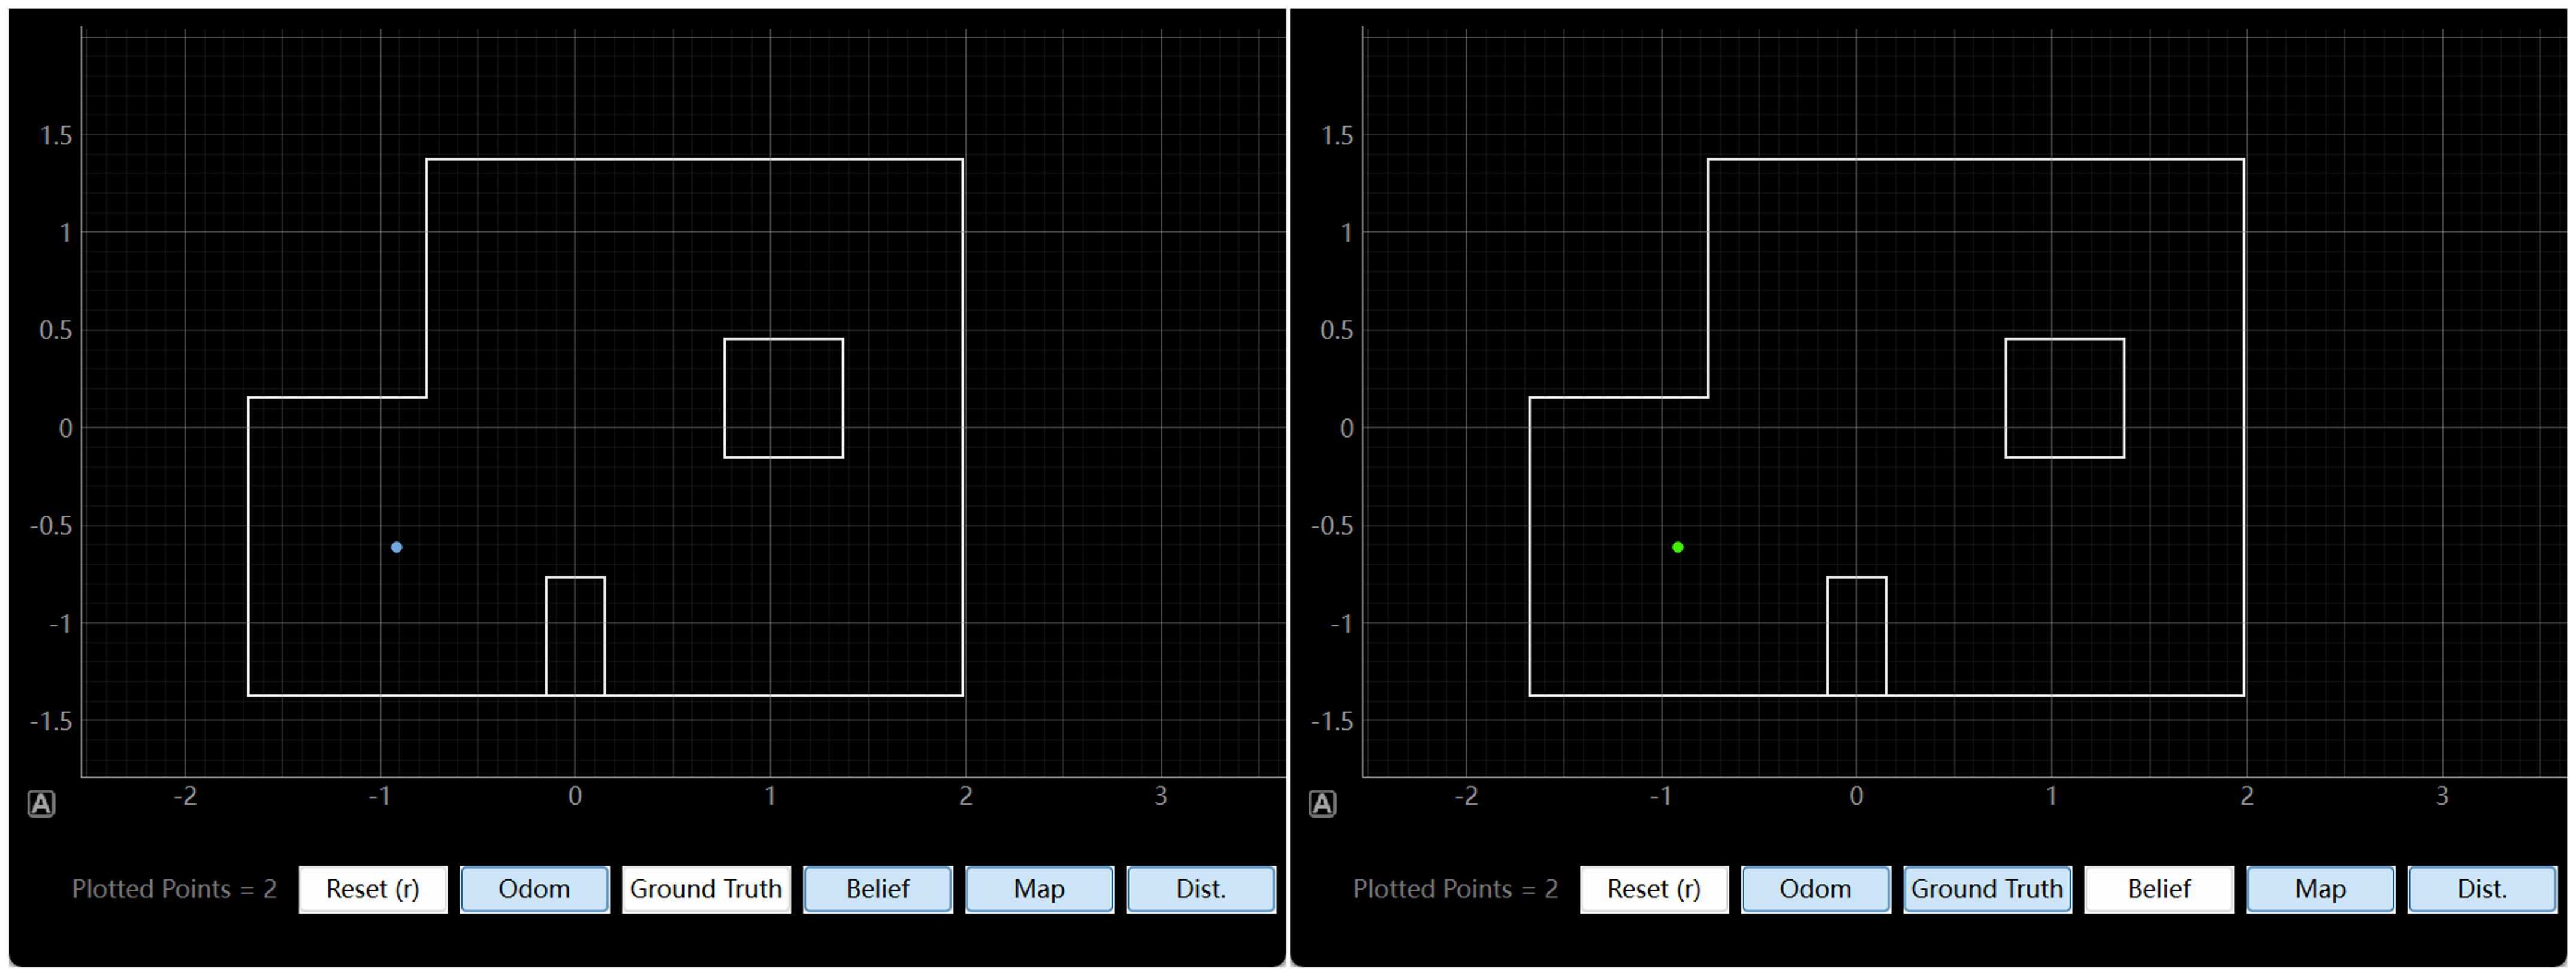 1.5
1
0.5
0
-0.5
-1
-1.5
-2 -1 0 1 2 3
A
Plotted Points = 2 Reset (r) Odom Ground Truth Belief Map Dist.
1.5
1
0.5
0
-0.5
-1
-1.5
-2 -1 0 1 2 3
A
Plotted Points = 2 Reset (r) Odom Ground Truth Belief Map Dist.